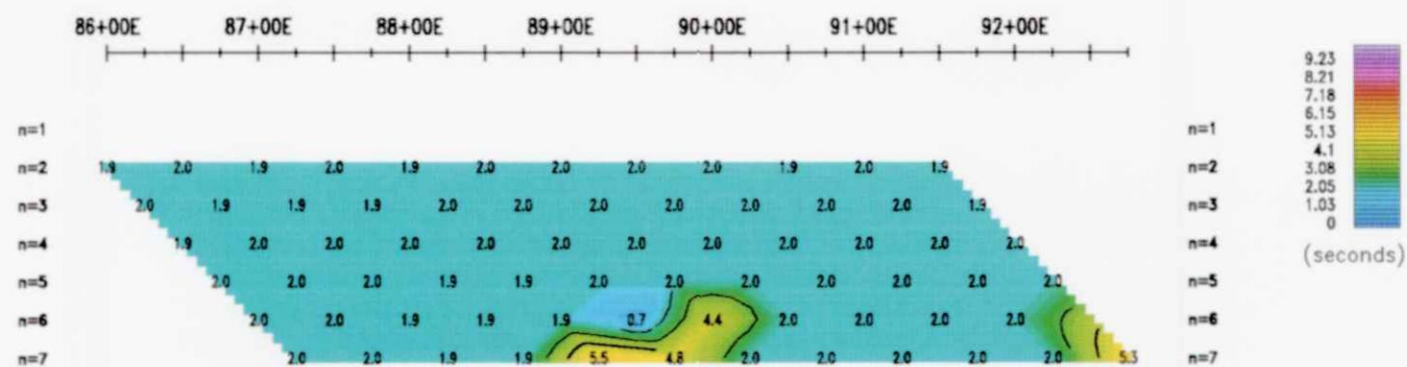 86+00E 87+00E 88+00E 89+00E 90+00E 91+00E 92+00E
9.23
8.21
7.18
6.15
5.13
4.1
3.08
2.05
1.03
0
(seconds)
n=1 n=1
n=2 1.9 2.0 1.9 2.0 1.9 2.0 2.0 2.0 2.0 1.9 2.0 1.9 n=2
n=3 2.0 1.9 1.9 1.9 2.0 2.0 2.0 2.0 2.0 2.0 2.0 1.9 n=3
n=4 1.9 2.0 2.0 2.0 2.0 2.0 2.0 2.0 2.0 2.0 2.0 2.0 n=4
n=5 2.0 2.0 2.0 1.9 1.9 2.0 2.0 2.0 2.0 2.0 2.0 2.0 n=5
n=6 2.0 2.0 1.9 1.9 1.9 0.7 4.4 2.0 2.0 2.0 2.0 n=6
n=7 2.0 2.0 1.9 1.9 5.5 4.8 2.0 2.0 2.0 2.0 2.0 5.3 n=7